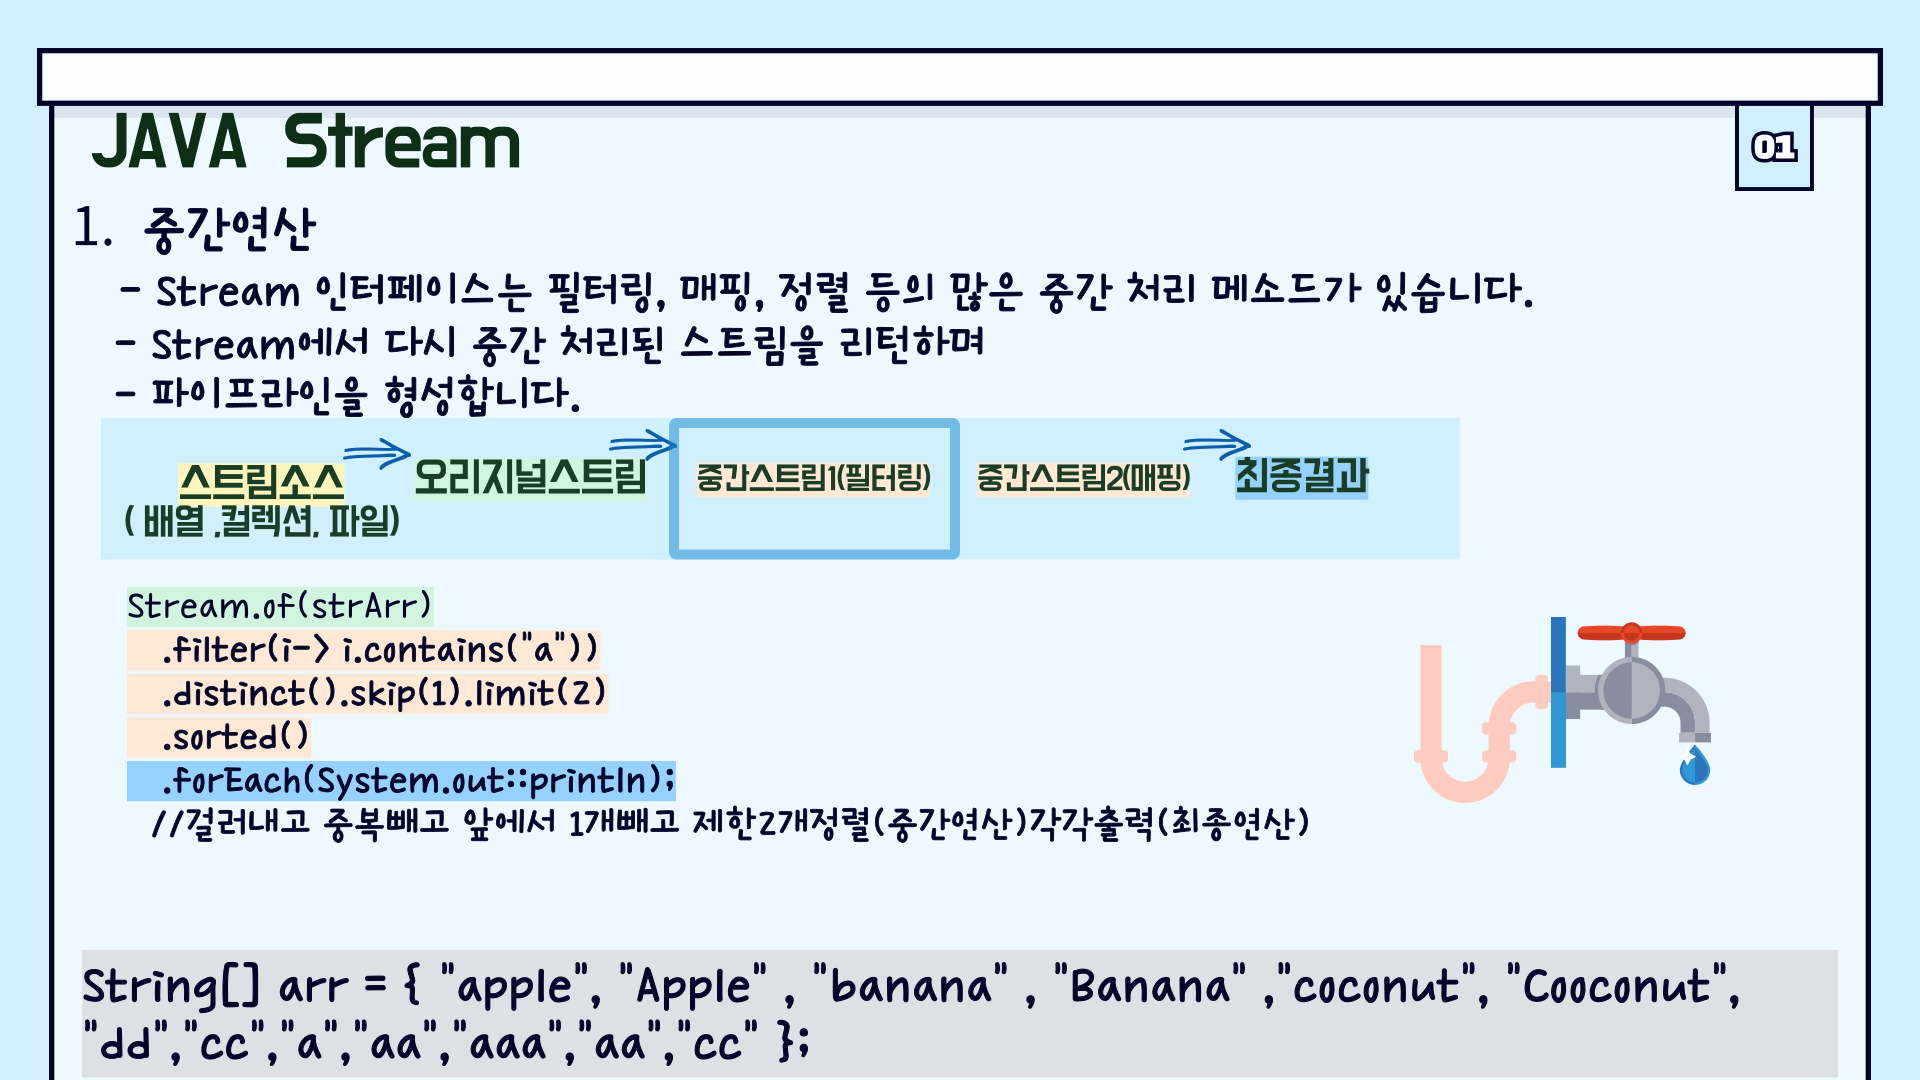 JAVA Stream
01
1. 중간연산
- Stream 인터페이스는 필터링, 매핑, 정렬 등의 많은 중간 처리 메소드가 있습니다.
- Stream에서 다시 중간 처리된 스트림을 리턴하며
- 파이프라인을 형성합니다.
스트림소스 오리지널스트림 중간스트림1(필터링) 중간스트림2(매핑) 최종결과
( 배열 ,컬렉션, 파일)
Stream.of(strArr)
.filter(i-> i.contains("a"))
.distinct().skip(1).limit(2)
.sorted()
.forEach(System.out::println);
//걸러내고 중복빼고 앞에서 1개빼고 제한2개정렬(중간연산)각각출력(최종연산)
String[] arr = { "apple", "Apple" , "banana" , "Banana" ,"coconut", "Cooconut",
"dd","cc","a","aa","aaa","aa","cc" };